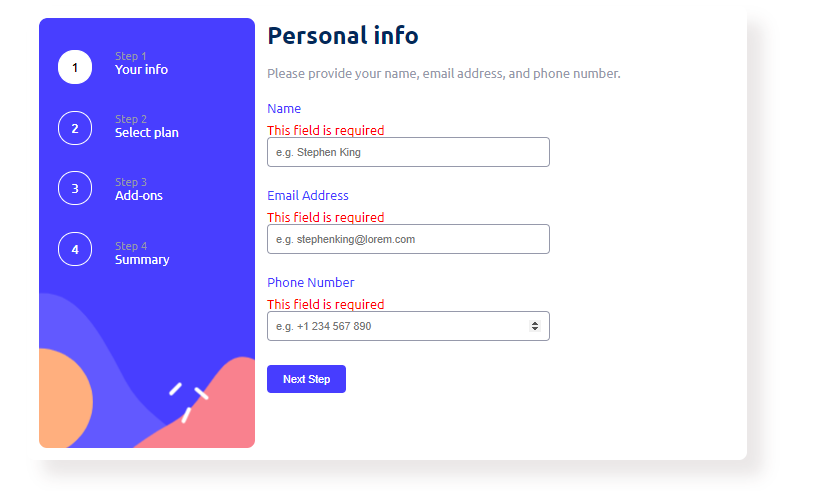 1
Step 1
Your info
2
Step 2
Select plan
3
Step 3
Add-ons
4
Step 4
Summary
Personal info
Please provide your name, email address, and phone number.
Name
This field is required
e.g. Stephen King
Email Address
This field is required
e.g. stephenking@lorem.com
Phone Number
This field is required
e.g. +1 234 567 890
Next Step